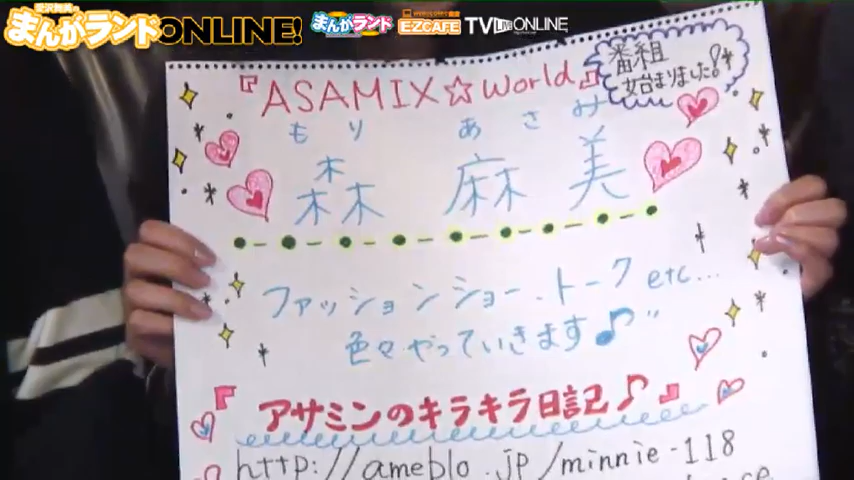 まんがランドONLINE!
まんがランド
EZCAFE
TV LIVE ONLINE
『ASAMIX☆World』
番組
始まりました!
もり あさみ
森 麻美
ファッションショー、トーク etc...
色々やっていきます♪
『アサミンのキラキラ日記♪』
http://ameblo.jp/minnie-118